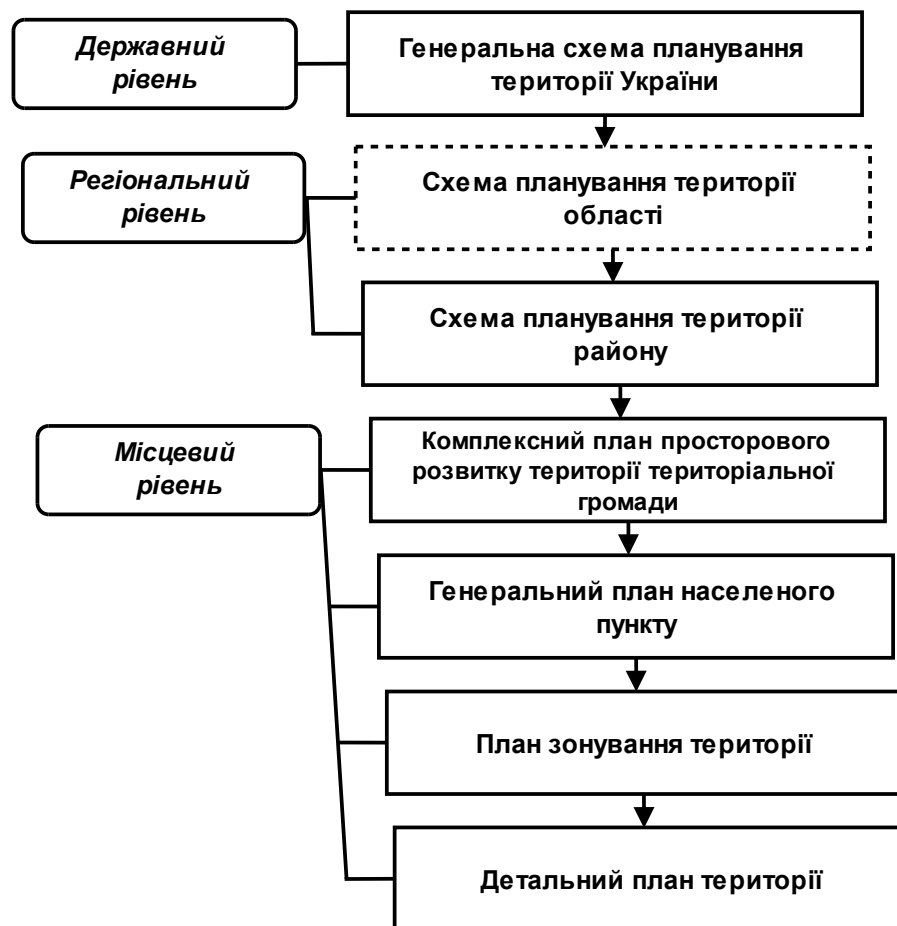 Державний
рівень
Генеральна схема планування
території України
Регіональний
рівень
Схема планування території
області
Схема планування території
району
Місцевий
рівень
Комплексний план просторового
розвитку території територіальної
громади
Генеральний план населеного
пункту
План зонування території
Детальний план території